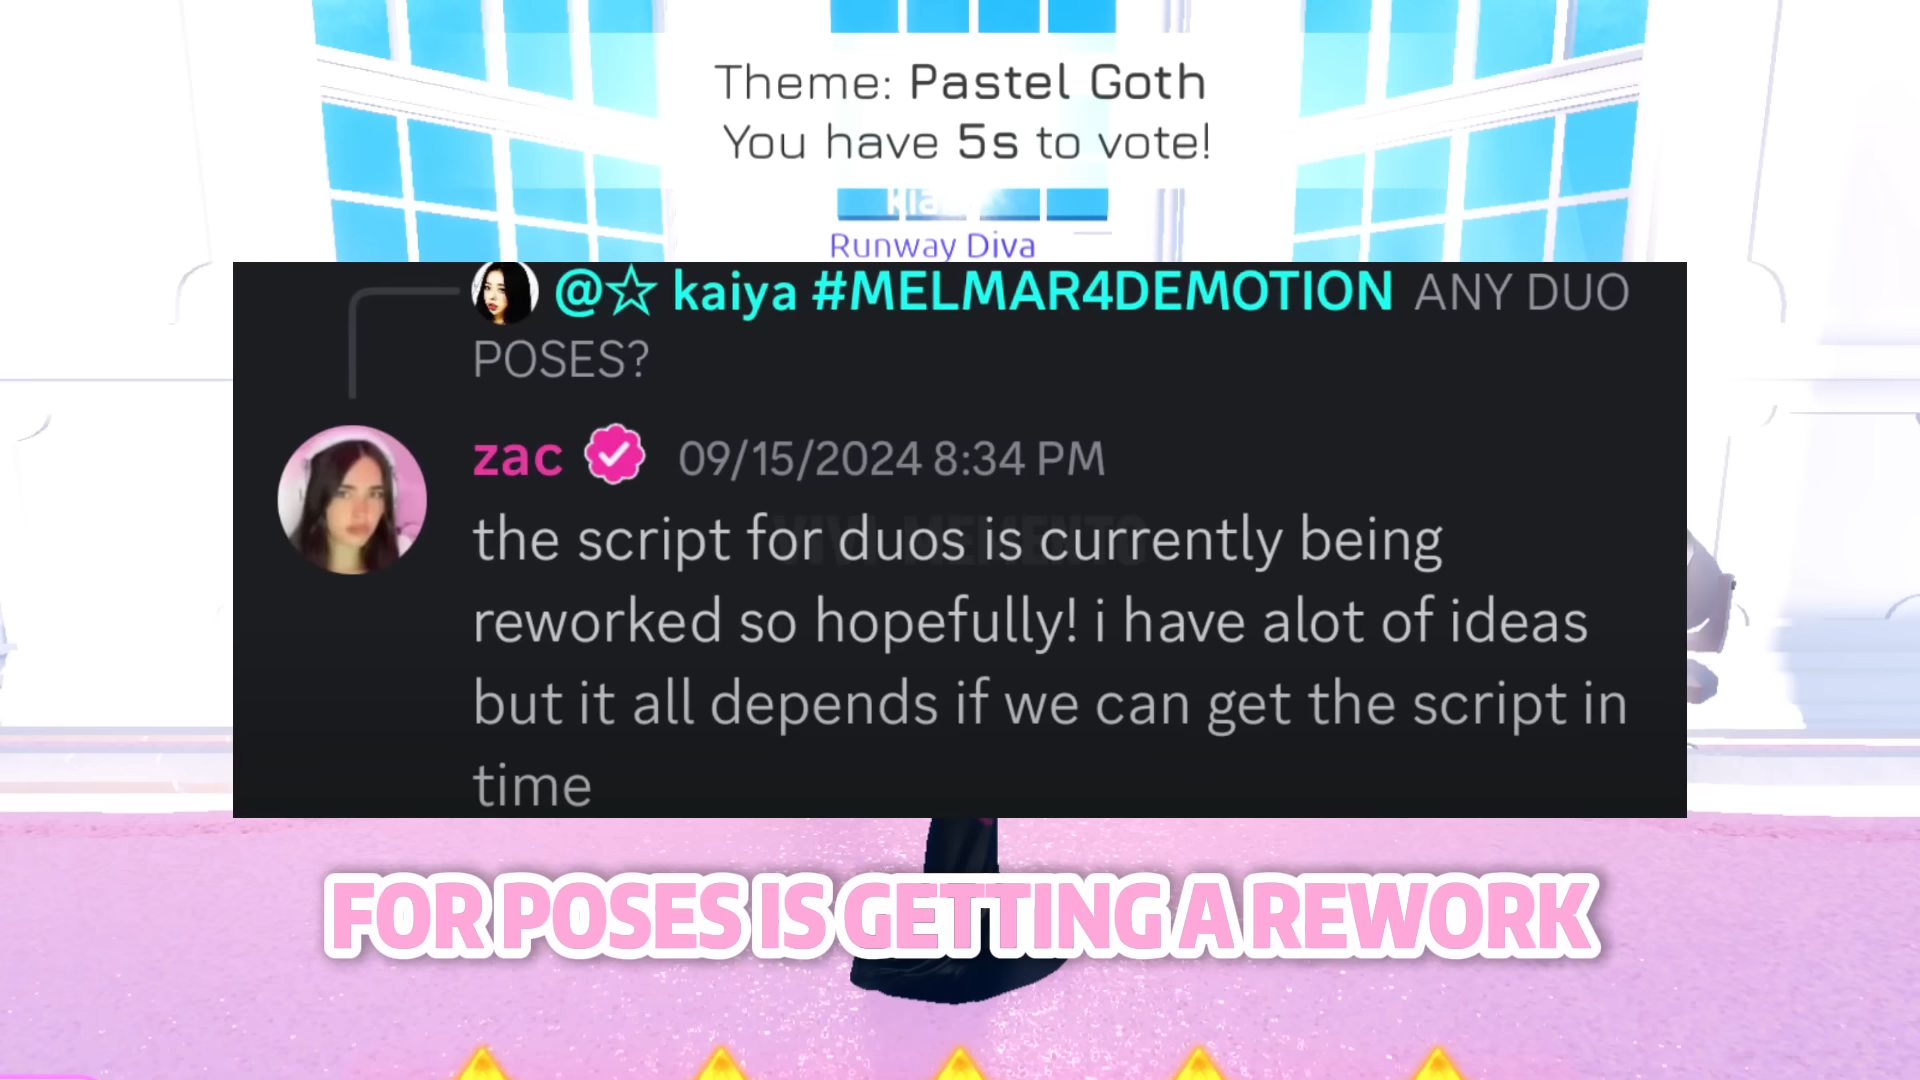 Theme: Pastel Goth
You have 5s to vote!
Runway Diva
@☆ kaiya #MELMAR4DEMOTION ANY DUO
POSES?
zac 09/15/2024 8:34 PM
the script for duos is currently being
reworked so hopefully! i have alot of ideas
but it all depends if we can get the script in
time
FOR POSES IS GETTING A REWORK